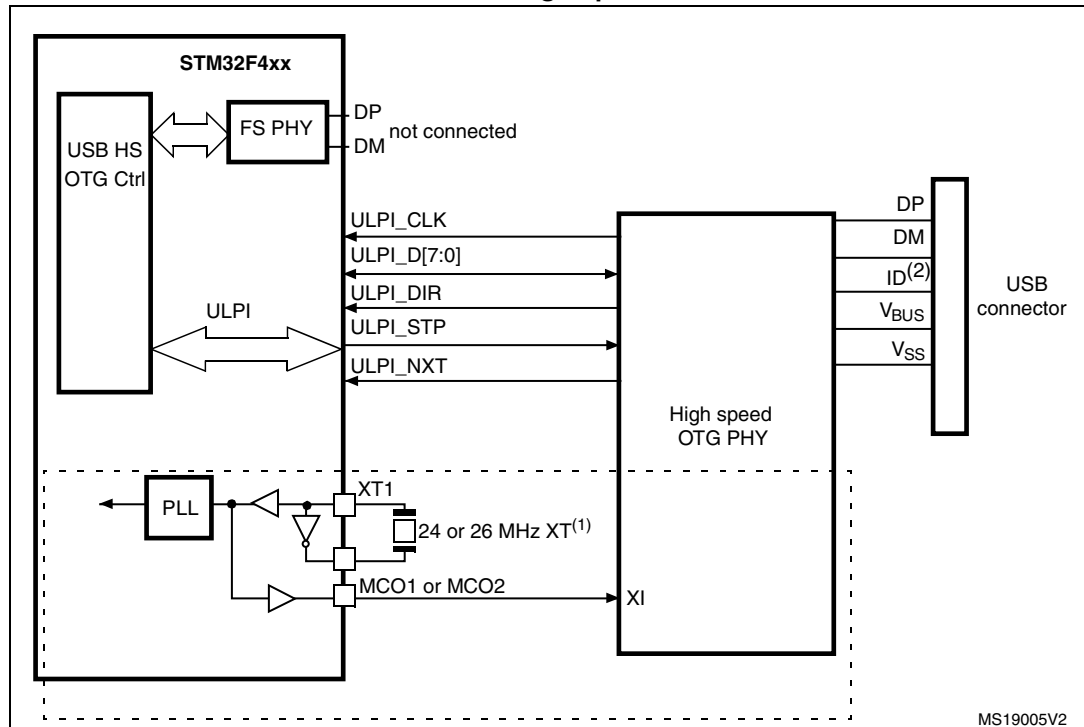 STM32F4xx
USB HS
OTG Ctrl
FS PHY
DP
DM
not connected
ULPI
ULPI_CLK
ULPI_D[7:0]
ULPI_DIR
ULPI_STP
ULPI_NXT
High speed
OTG PHY
DP
DM
ID(2)
VBUS
VSS
USB
connector
PLL
XT1
24 or 26 MHz XT(1)
MCO1 or MCO2
XI
MS19005V2